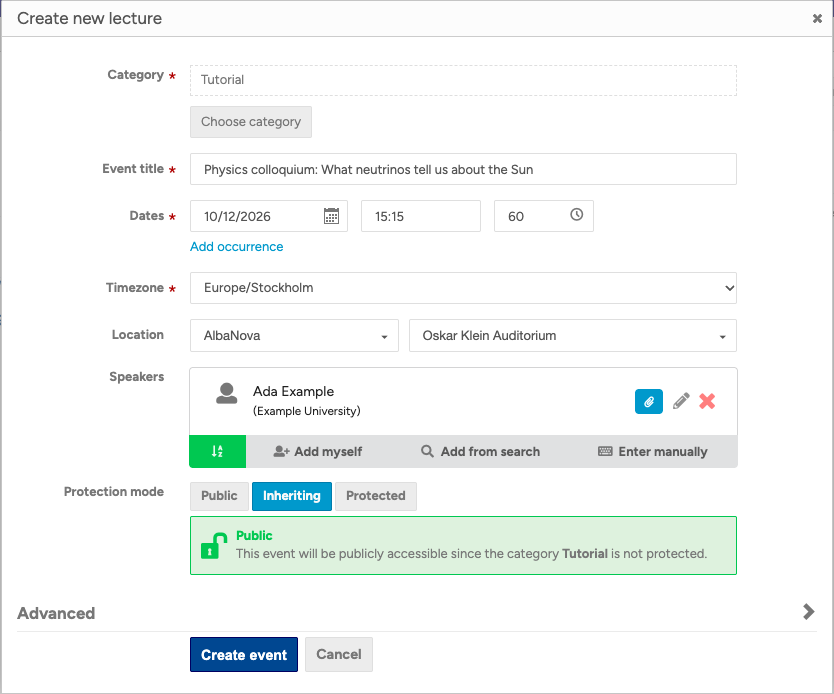 Create new lecture
Category *
Tutorial
Choose category
Event title *
Physics colloquium: What neutrinos tell us about the Sun
Dates *
10/12/2026
15:15
60
Add occurrence
Timezone *
Europe/Stockholm
Location
AlbaNova
Oskar Klein Auditorium
Speakers
Ada Example
(Example University)
Add myself
Add from search
Enter manually
Protection mode
Public
Inheriting
Protected
Public
This event will be publicly accessible since the category Tutorial is not protected.
Advanced
Create event
Cancel